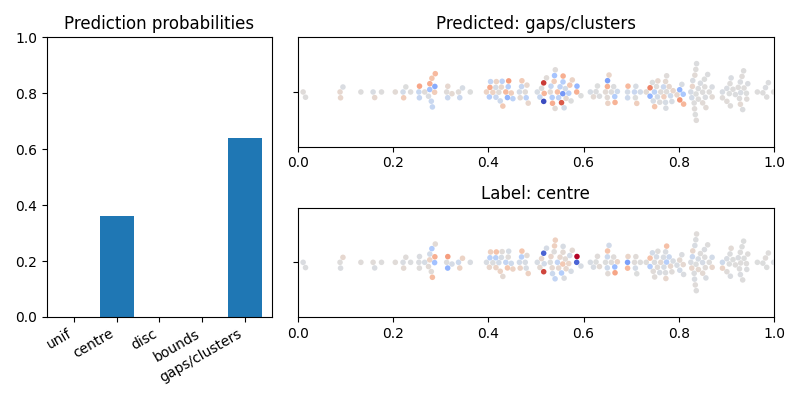 Prediction probabilities
1.0
0.8
0.6
0.4
0.2
0.0
unif
centre
disc
bounds
gaps/clusters
Predicted: gaps/clusters
0.0 0.2 0.4 0.6 0.8 1.0
Label: centre
0.0 0.2 0.4 0.6 0.8 1.0